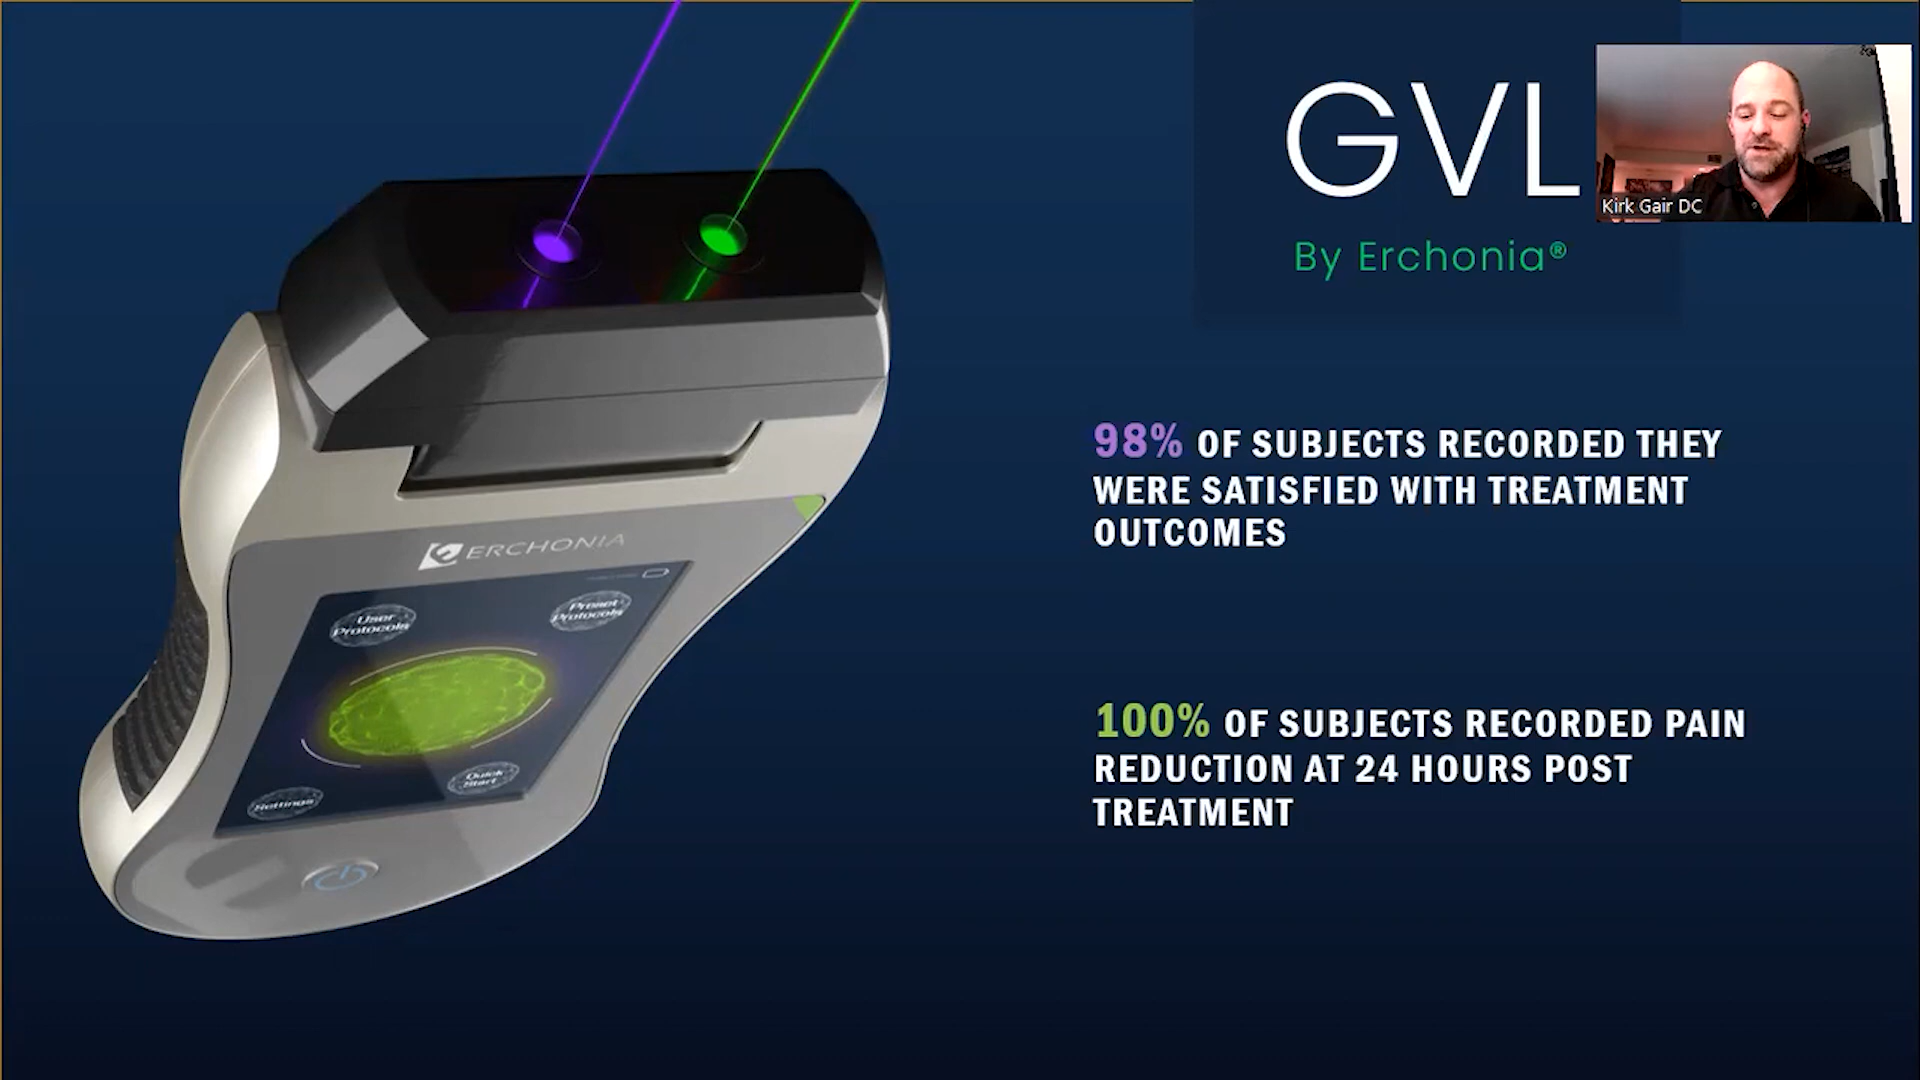 GVL
By Erchonia®
Kirk Gair DC
98% OF SUBJECTS RECORDED THEY
WERE SATISFIED WITH TREATMENT
OUTCOMES
100% OF SUBJECTS RECORDED PAIN
REDUCTION AT 24 HOURS POST
TREATMENT
ERCHONIA
User
Protocols
Preset
Protocols
Quick
Start
Settings